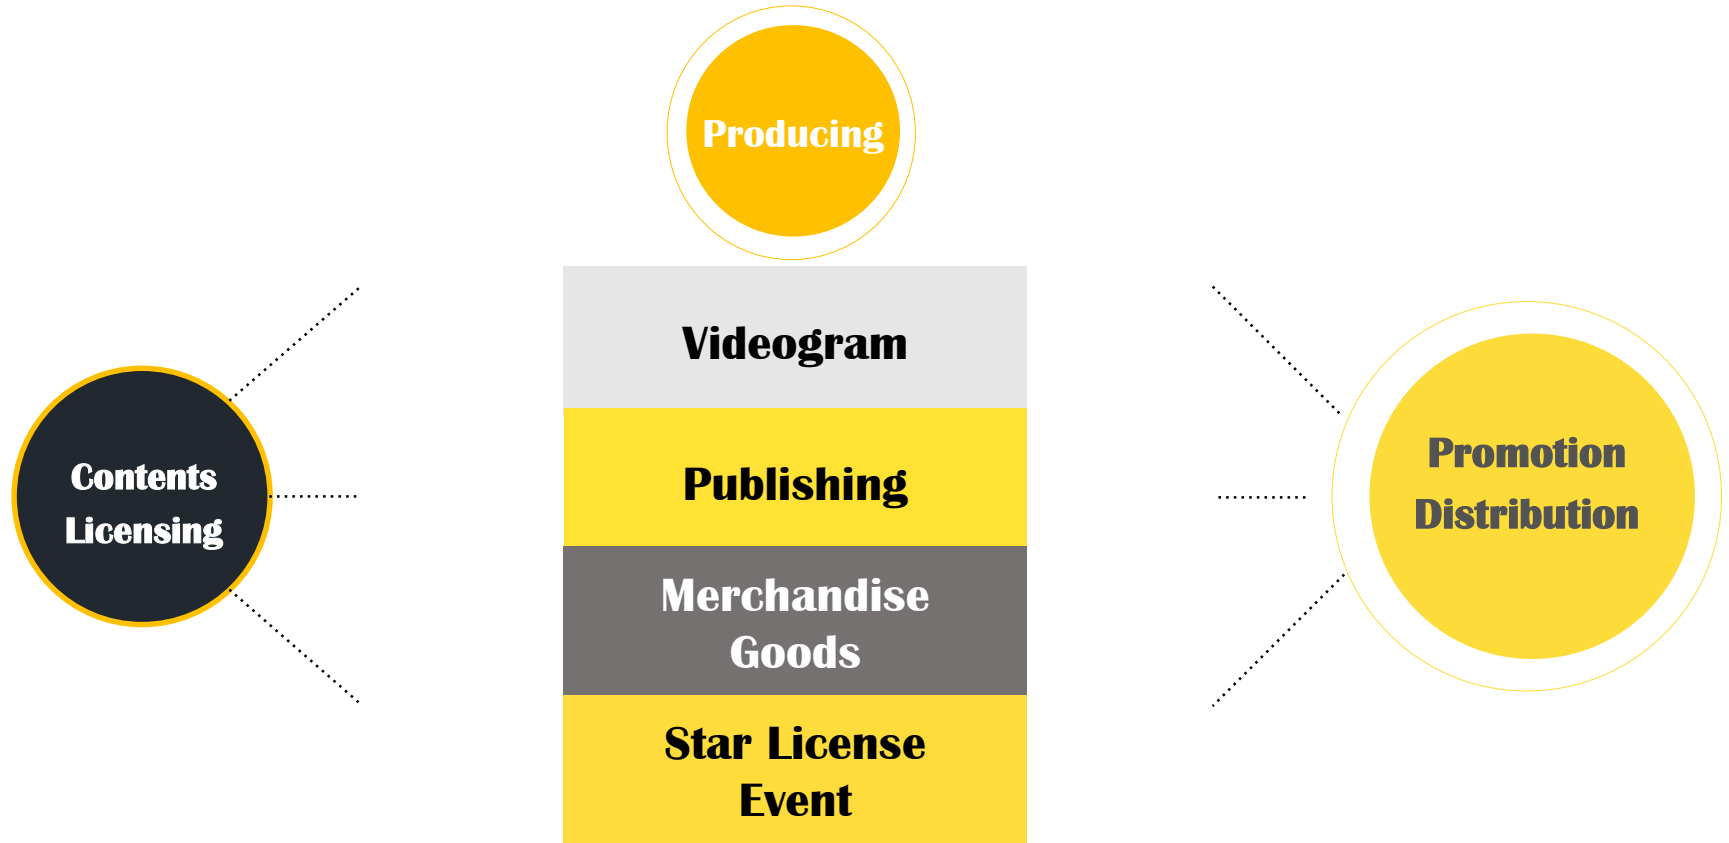 Producing
Videogram
Publishing
Merchandise
Goods
Star License
Event
Contents
Licensing
Promotion
Distribution